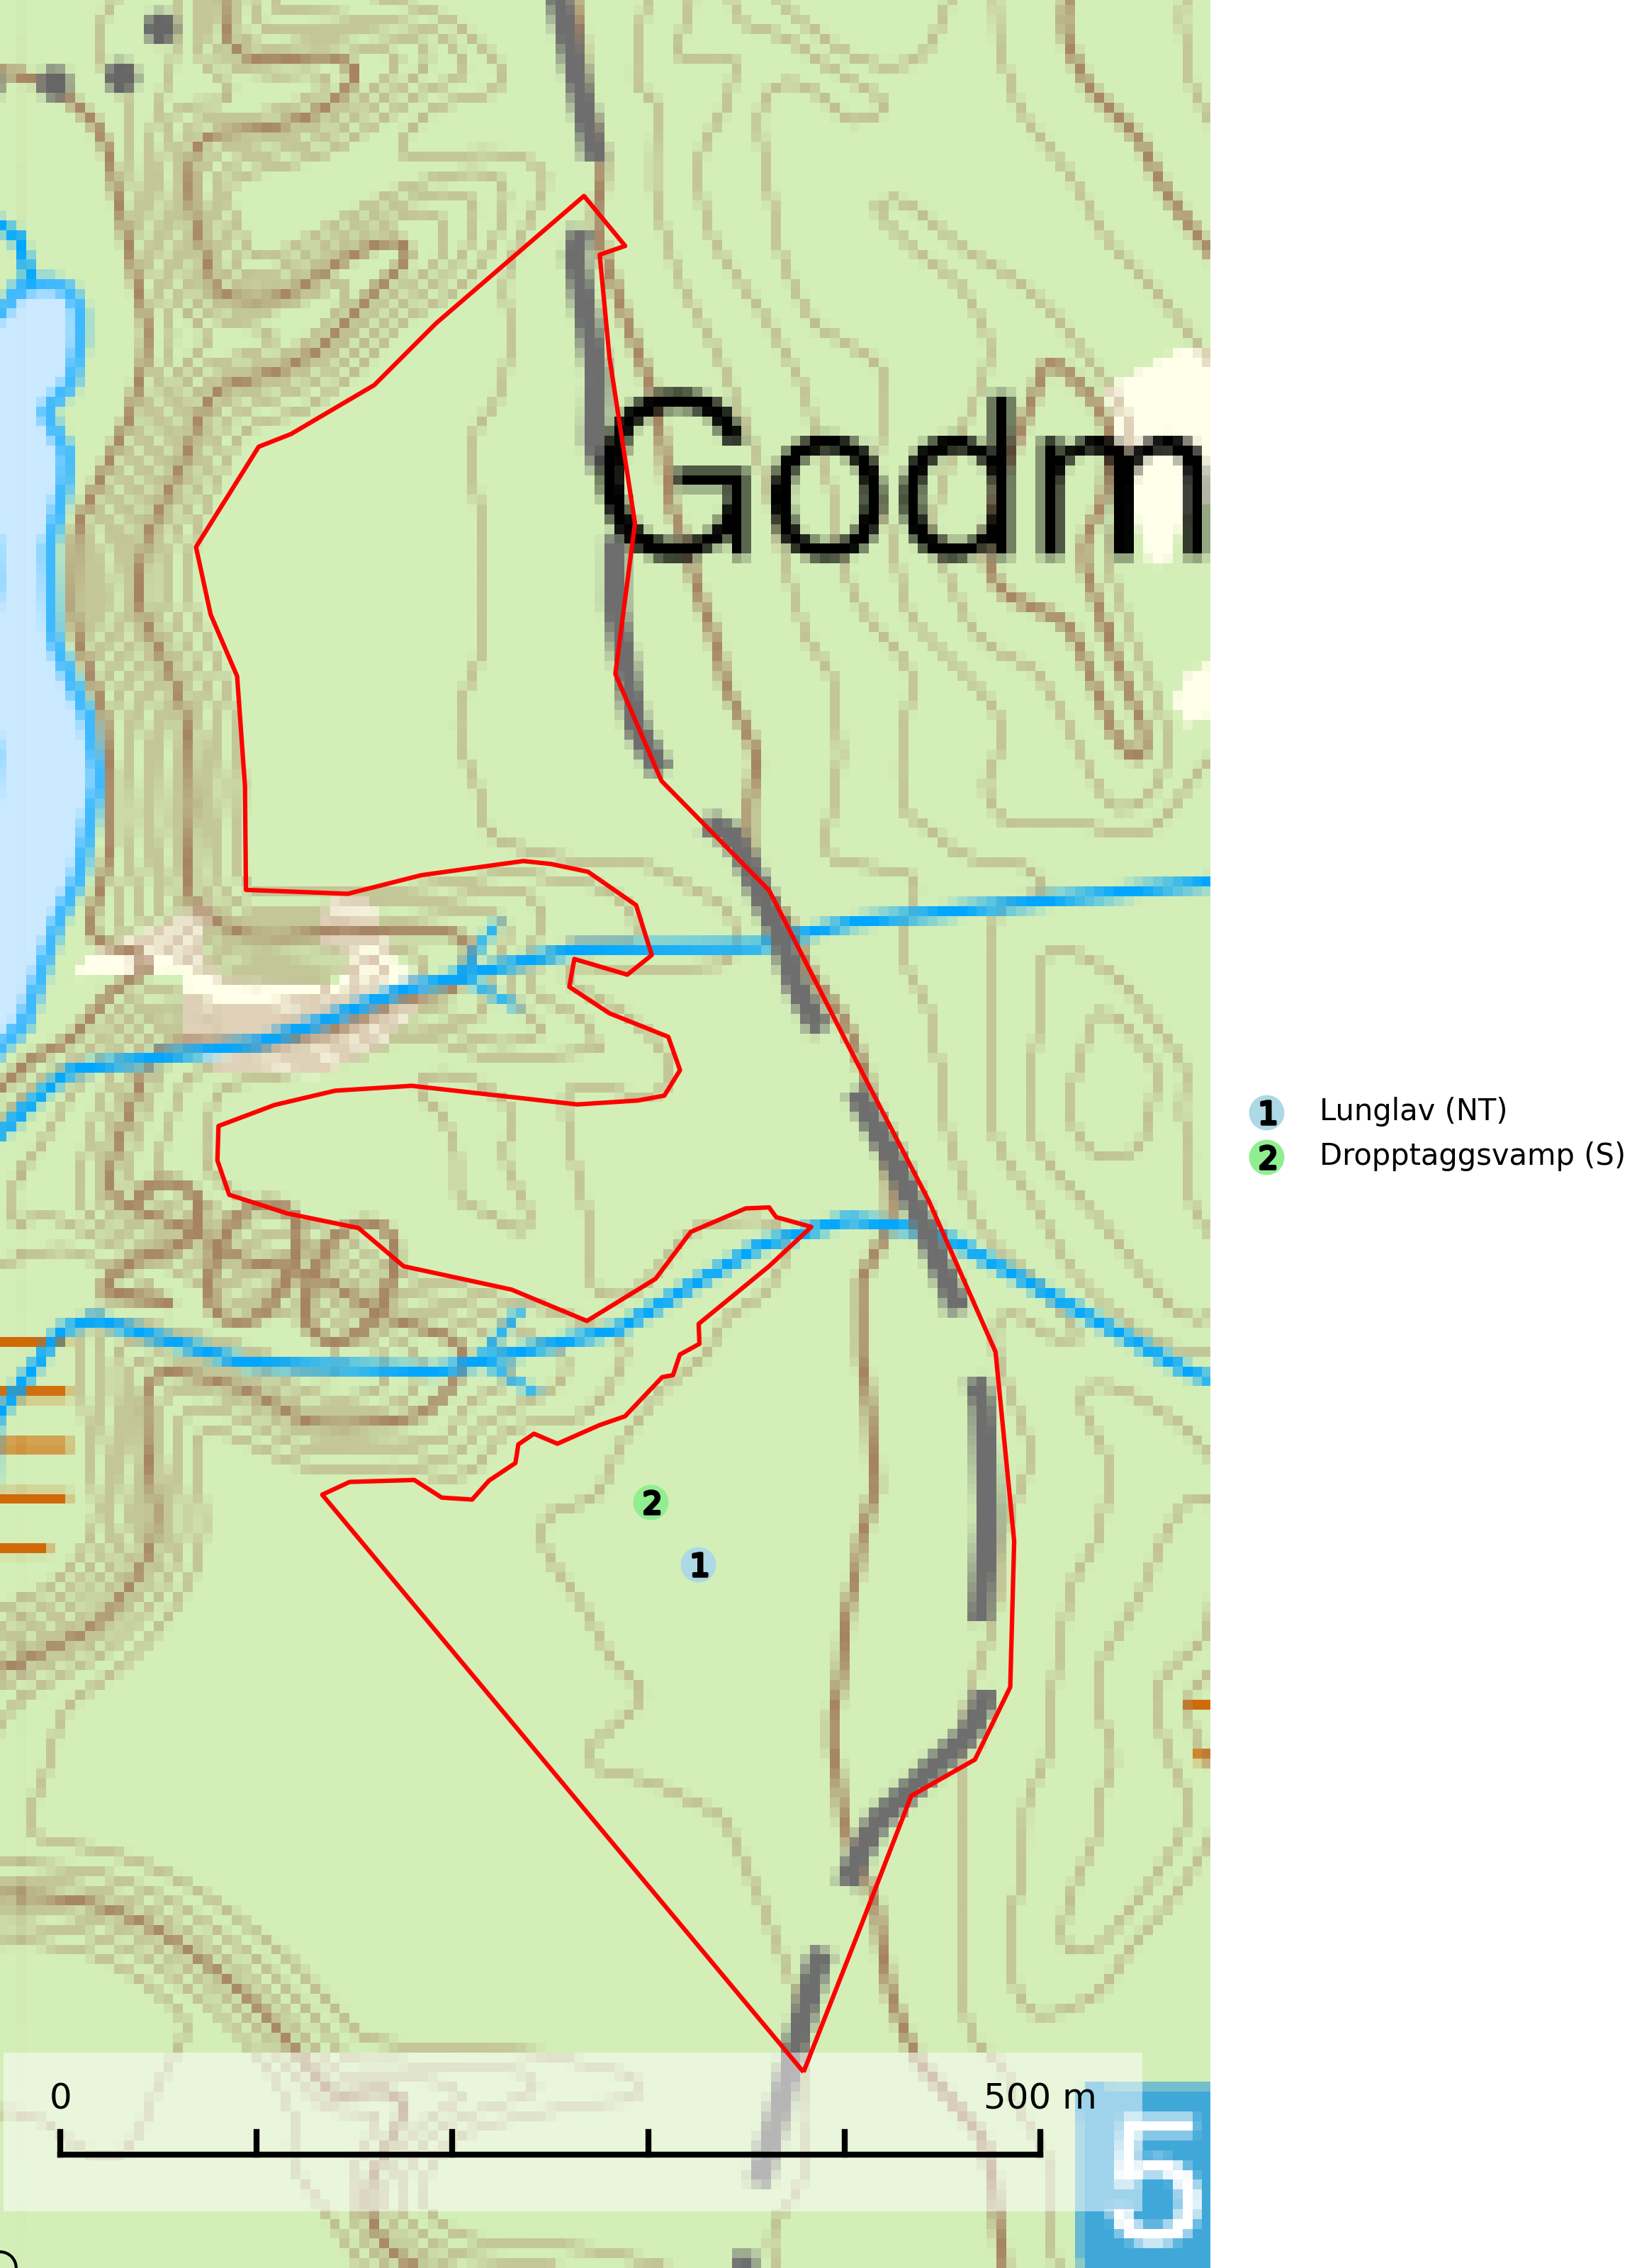 Godm
1 Lunglav (NT)
2 Dropptaggsvamp (S)
2
1
0 500 m
5